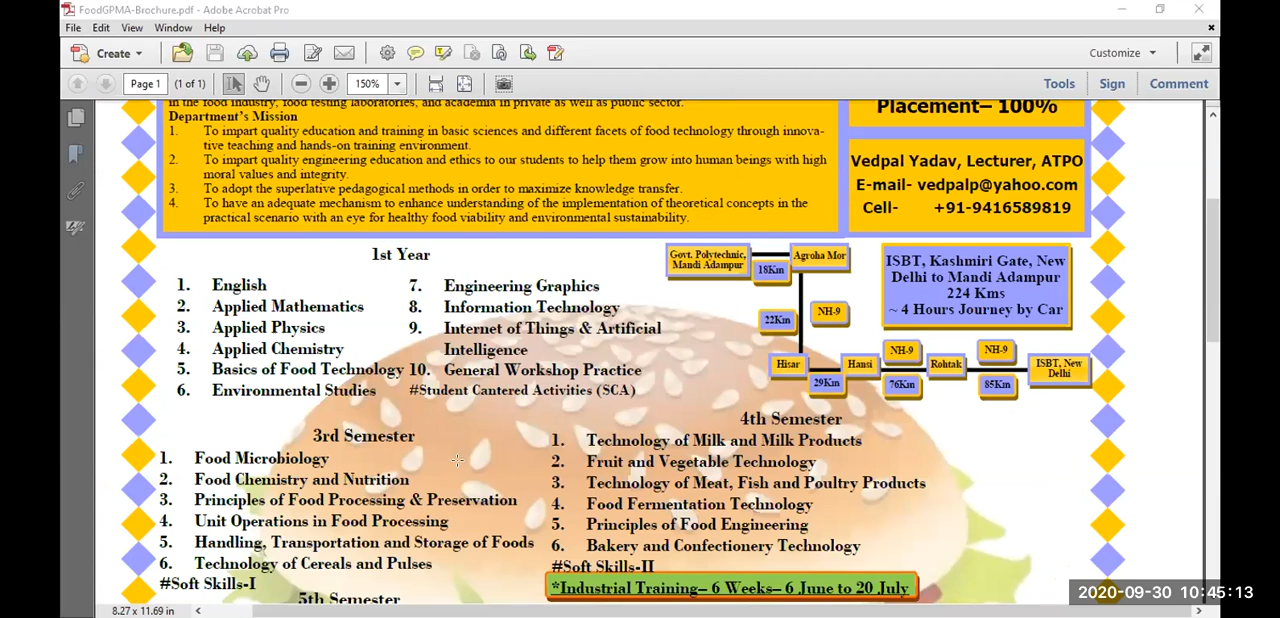 FoodGPMA-Brochure.pdf - Adobe Acrobat Pro
File Edit View Window Help
Create
Customize
Page 1 (1 of 1)
150%
Tools Sign Comment
in the food industry, food testing laboratories, and academia in private as well as public sector.
Department's Mission
1. To impart quality education and training in basic sciences and different facets of food technology through innova-
tive teaching and hands-on training environment.
2. To impart quality engineering education and ethics to our students to help them grow into human beings with high
moral values and integrity.
3. To adopt the superlative pedagogical methods in order to maximize knowledge transfer.
4. To have an adequate mechanism to enhance understanding of the implementation of theoretical concepts in the
practical scenario with an eye for healthy food viability and environmental sustainability.
Placement– 100%
Vedpal Yadav, Lecturer, ATPO
E-mail- vedpalp@yahoo.com
Cell- +91-9416589819
1st Year
1. English
2. Applied Mathematics
3. Applied Physics
4. Applied Chemistry
5. Basics of Food Technology
6. Environmental Studies
7. Engineering Graphics
8. Information Technology
9. Internet of Things & Artificial
Intelligence
10. General Workshop Practice
#Student Cantered Activities (SCA)
Govt. Polytechnic,
Mandi Adampur
18Km
Agroha Mor
22Km
NH-9
Hisar
29Km
Hansi
NH-9
76Km
Rohtak
NH-9
85Km
ISBT, New
Delhi
ISBT, Kashmiri Gate, New
Delhi to Mandi Adampur
224 Kms
~ 4 Hours Journey by Car
3rd Semester
1. Food Microbiology
2. Food Chemistry and Nutrition
3. Principles of Food Processing & Preservation
4. Unit Operations in Food Processing
5. Handling, Transportation and Storage of Foods
6. Technology of Cereals and Pulses
#Soft Skills-I
4th Semester
1. Technology of Milk and Milk Products
2. Fruit and Vegetable Technology
3. Technology of Meat, Fish and Poultry Products
4. Food Fermentation Technology
5. Principles of Food Engineering
6. Bakery and Confectionery Technology
#Soft Skills-II
*Industrial Training– 6 Weeks– 6 June to 20 July
5th Semester
8.27 x 11.69 in
2020-09-30 10:45:13